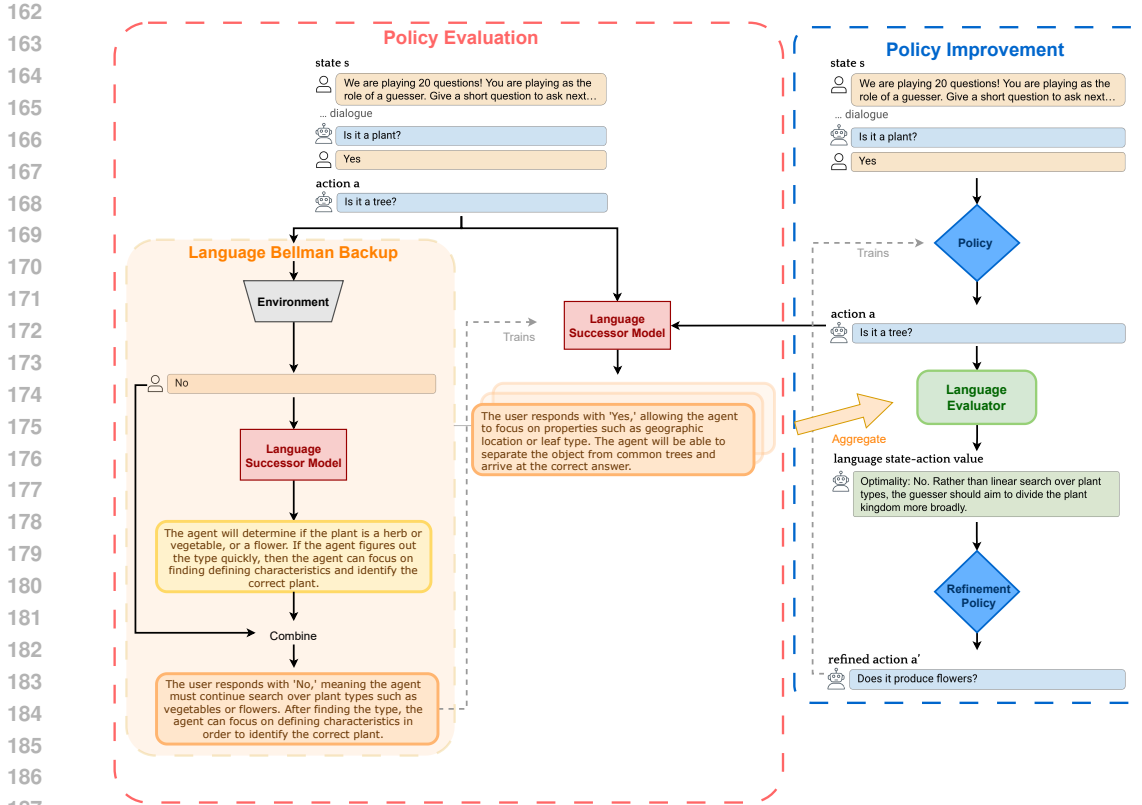 162
163
164
165
166
167
168
169
170
171
172
173
174
175
176
177
178
179
180
181
182
183
184
185
186
Policy Evaluation
state s
We are playing 20 questions! You are playing as the
role of a guesser. Give a short question to ask next...
... dialogue
Is it a plant?
Yes
action a
Is it a tree?
Language Bellman Backup
Environment
No
Language
Successor Model
The agent will determine if the plant is a herb or
vegetable, or a flower. If the agent figures out
the type quickly, then the agent can focus on
finding defining characteristics and identify the
correct plant.
Combine
The user responds with 'No,' meaning the agent
must continue search over plant types such as
vegetables or flowers. After finding the type, the
agent can focus on defining characteristics in
order to identify the correct plant.
Trains
Language
Successor Model
The user responds with 'Yes,' allowing the agent
to focus on properties such as geographic
location or leaf type. The agent will be able to
separate the object from common trees and
arrive at the correct answer.
Aggregate
Policy Improvement
state s
We are playing 20 questions! You are playing as the
role of a guesser. Give a short question to ask next...
... dialogue
Is it a plant?
Yes
Policy
Trains
action a
Is it a tree?
Language
Evaluator
language state-action value
Optimality: No. Rather than linear search over plant
types, the guesser should aim to divide the plant
kingdom more broadly.
Refinement
Policy
refined action a'
Does it produce flowers?